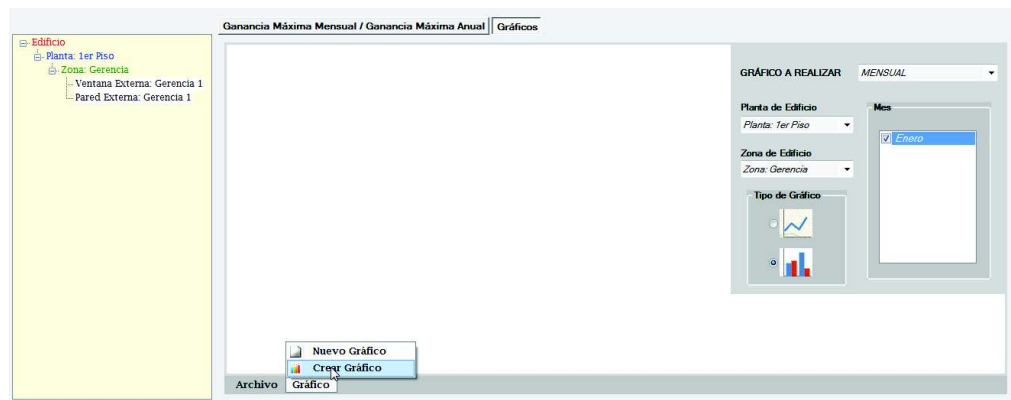 Ganancia Máxima Mensual / Ganancia Máxima Anual
Gráficos
Edificio
Planta: 1er Piso
Zona: Gerencia
Ventana Externa: Gerencia 1
Pared Externa: Gerencia 1
GRÁFICO A REALIZAR
MENSUAL
Planta de Edificio
Planta: 1er Piso
Zona de Edificio
Zona: Gerencia
Tipo de Gráfico
Mes
Enero
Nuevo Gráfico
Crear Gráfico
Archivo
Gráfico